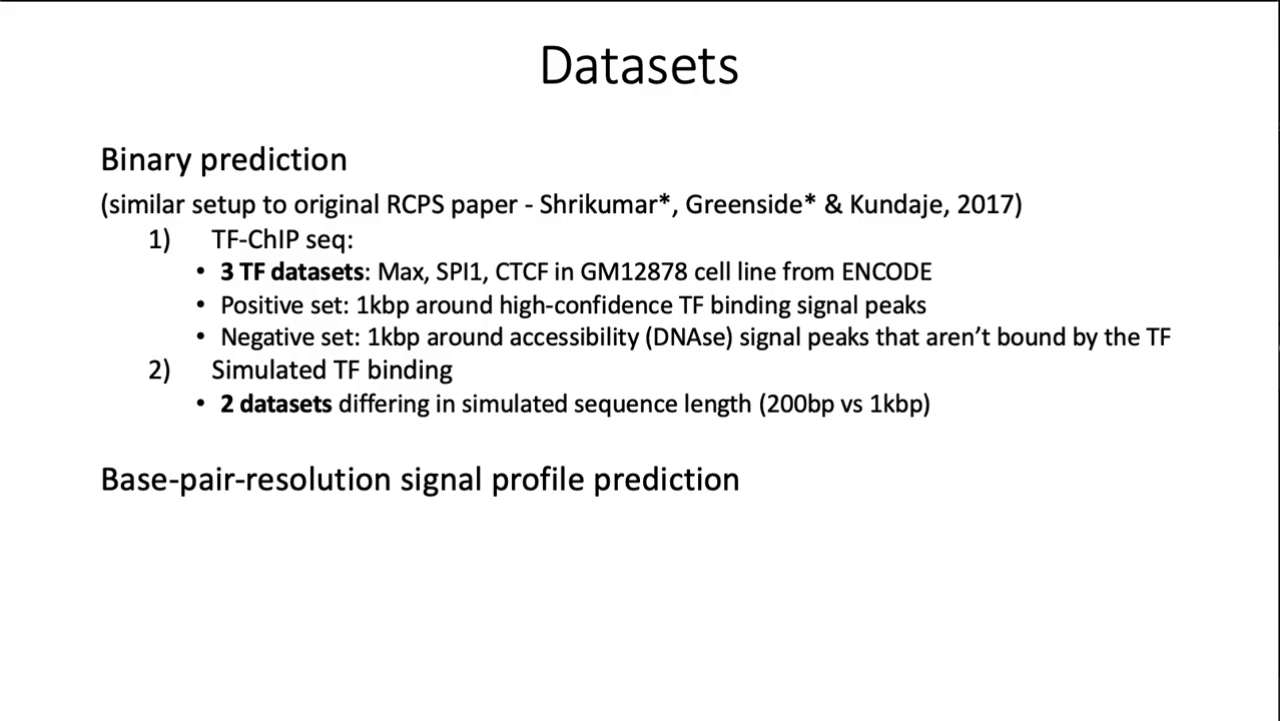 Datasets
Binary prediction
(similar setup to original RCPS paper - Shrikumar*, Greenside* & Kundaje, 2017)
1) TF-ChIP seq:
• 3 TF datasets: Max, SPI1, CTCF in GM12878 cell line from ENCODE
• Positive set: 1kbp around high-confidence TF binding signal peaks
• Negative set: 1kbp around accessibility (DNAse) signal peaks that aren’t bound by the TF
2) Simulated TF binding
• 2 datasets differing in simulated sequence length (200bp vs 1kbp)
Base-pair-resolution signal profile prediction